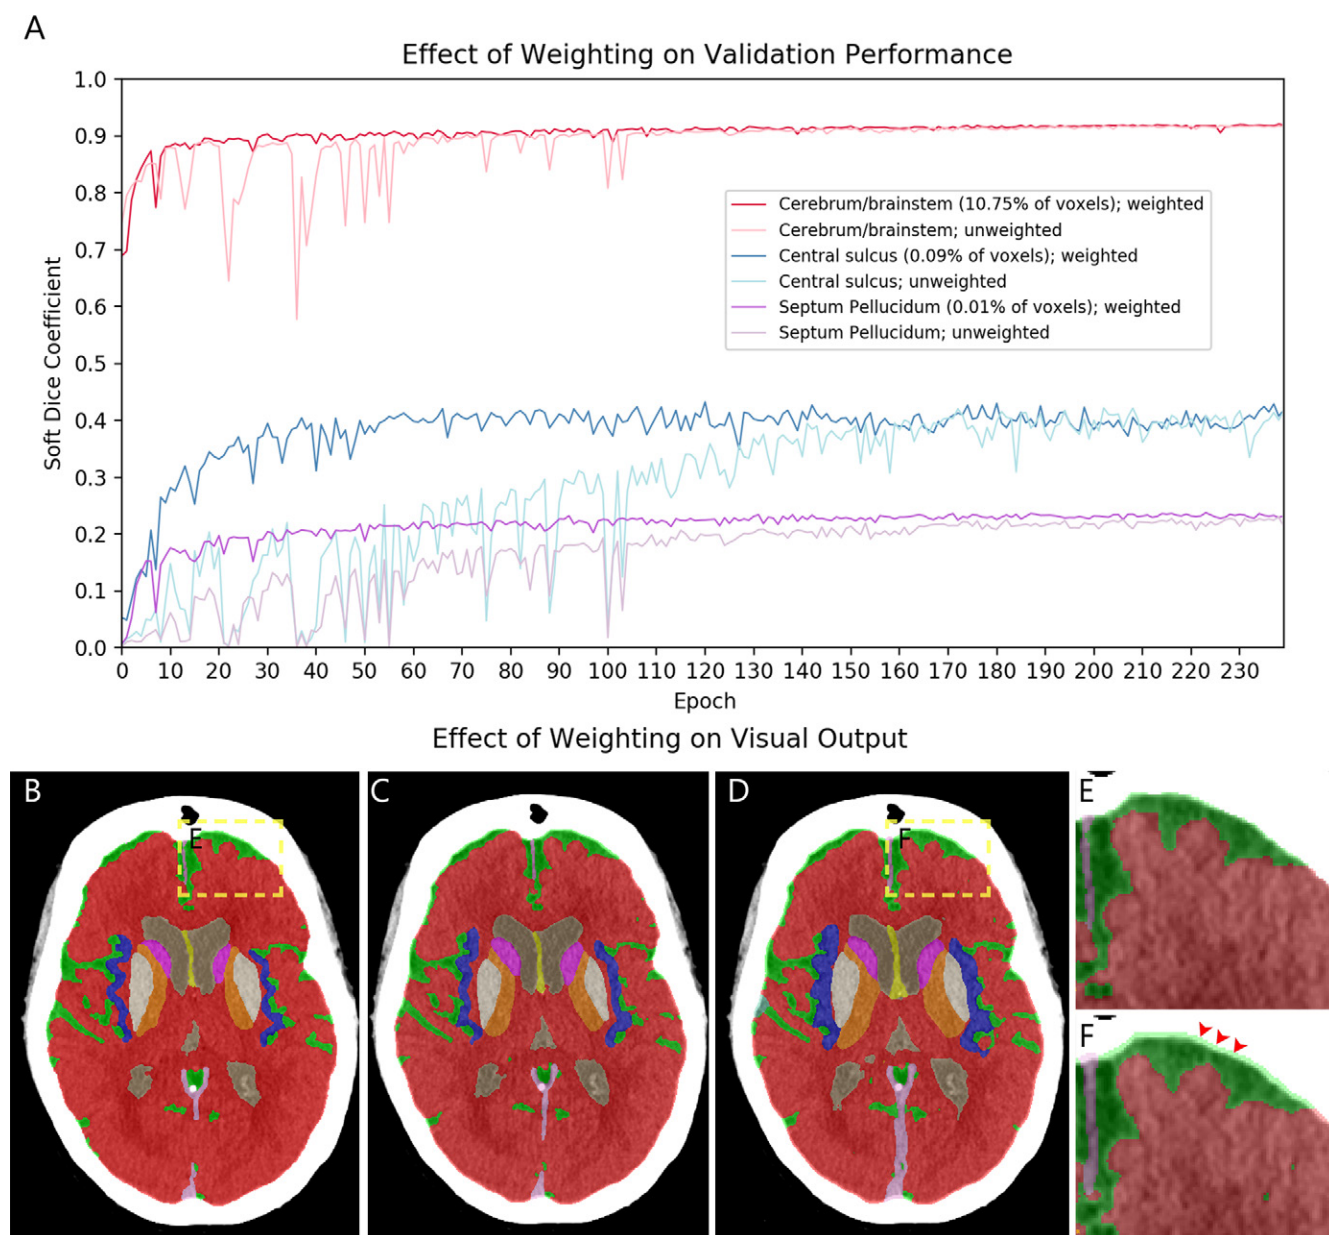 A
Effect of Weighting on Validation Performance
1.0
0.9
0.8
0.7
0.6
0.5
0.4
0.3
0.2
0.1
0.0
Soft Dice Coefficient
Cerebrum/brainstem (10.75% of voxels); weighted
Cerebrum/brainstem; unweighted
Central sulcus (0.09% of voxels); weighted
Central sulcus; unweighted
Septum Pellucidum (0.01% of voxels); weighted
Septum Pellucidum; unweighted
0 10 20 30 40 50 60 70 80 90 100 110 120 130 140 150 160 170 180 190 200 210 220 230
Epoch
Effect of Weighting on Visual Output
B
E
C
D
F
E
F